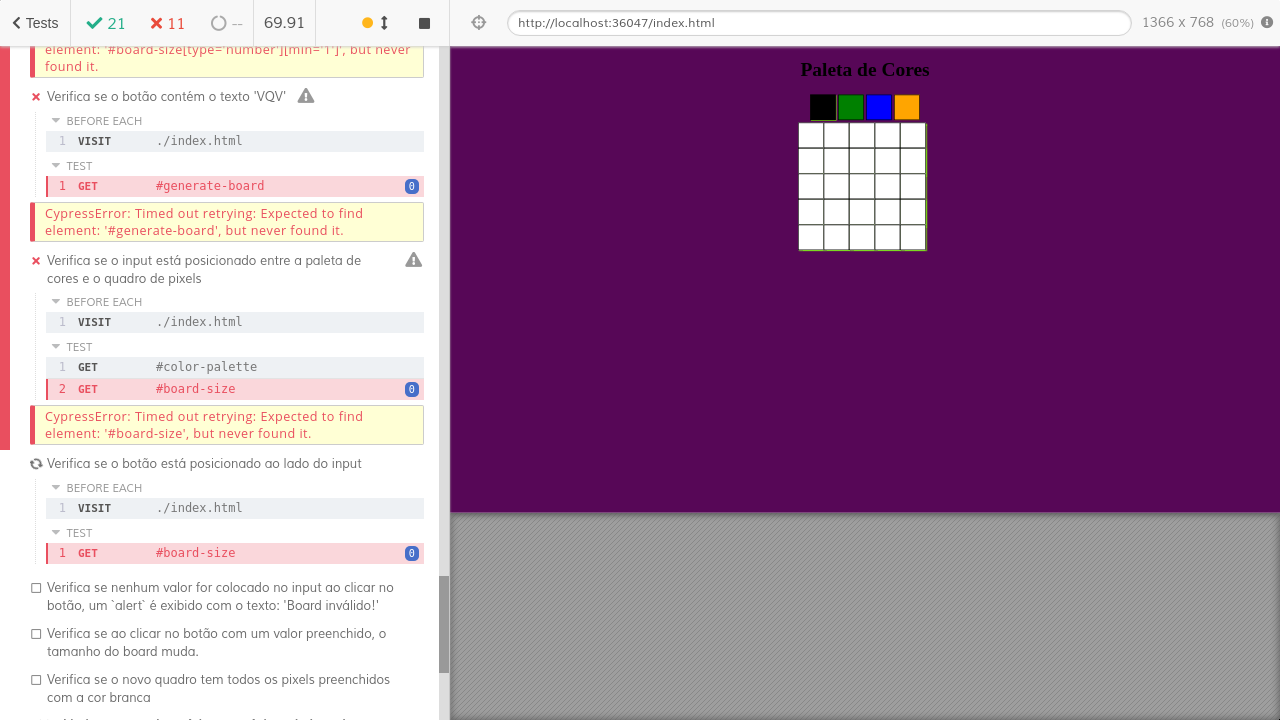 Tests
21
11
--
69.91
http://localhost:36047/index.html
1366 x 768 (60%)
element: '#board-size[type='number'][min='1']', but never
found it.
Verifica se o botão contém o texto 'VQV'
BEFORE EACH
1 VISIT ./index.html
TEST
1 GET #generate-board 0
CypressError: Timed out retrying: Expected to find
element: '#generate-board', but never found it.
Verifica se o input está posicionado entre a paleta de
cores e o quadro de pixels
BEFORE EACH
1 VISIT ./index.html
TEST
1 GET #color-palette
2 GET #board-size 0
CypressError: Timed out retrying: Expected to find
element: '#board-size', but never found it.
Verifica se o botão está posicionado ao lado do input
BEFORE EACH
1 VISIT ./index.html
TEST
1 GET #board-size 0
Verifica se nenhum valor for colocado no input ao clicar no
botão, um `alert` é exibido com o texto: 'Board inválido!'
Verifica se ao clicar no botão com um valor preenchido, o
tamanho do board muda.
Verifica se o novo quadro tem todos os pixels preenchidos
com a cor branca
Paleta de Cores